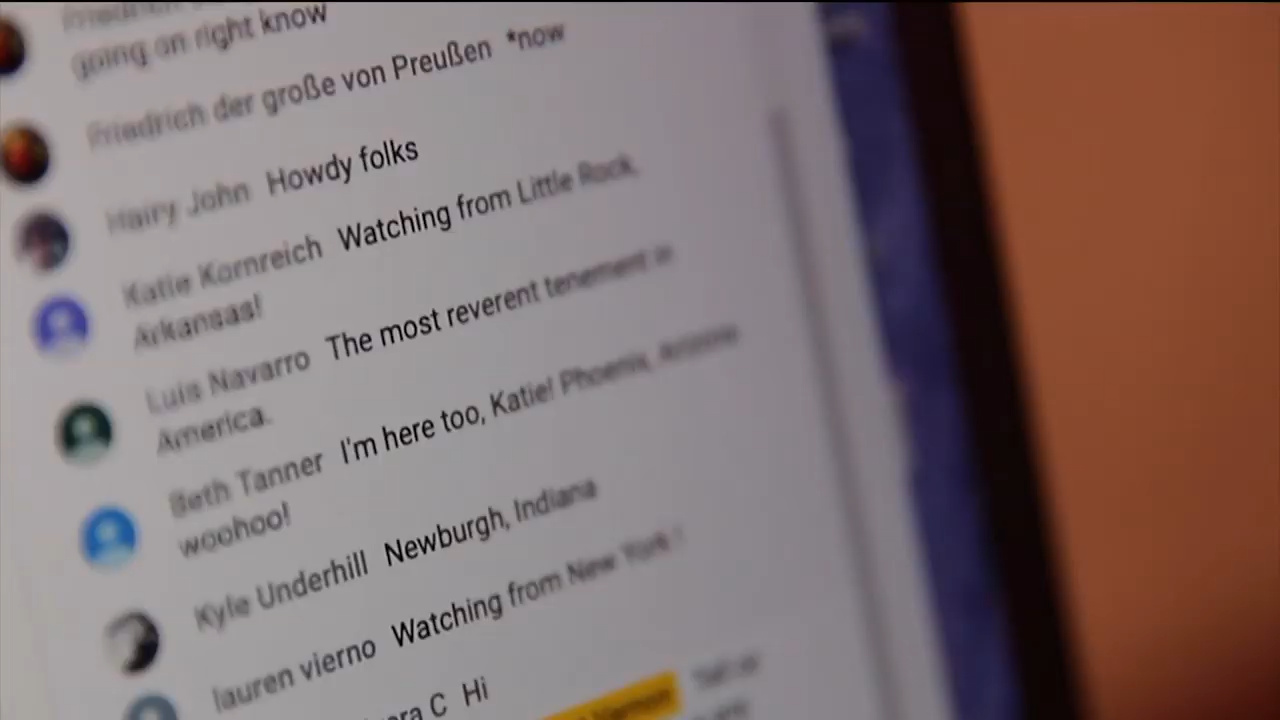 going on right know
Friedrich der große von Preußen *now
Hairy John Howdy folks
Katie Kornreich Watching from Little Rock,
Arkansas!
Luis Navarro The most reverent tenement in
America.
Beth Tanner I'm here too, Katie! Phoenix, Arizona
woohoo!
Kyle Underhill Newburgh, Indiana
lauren vierno Watching from New York !
C Hi